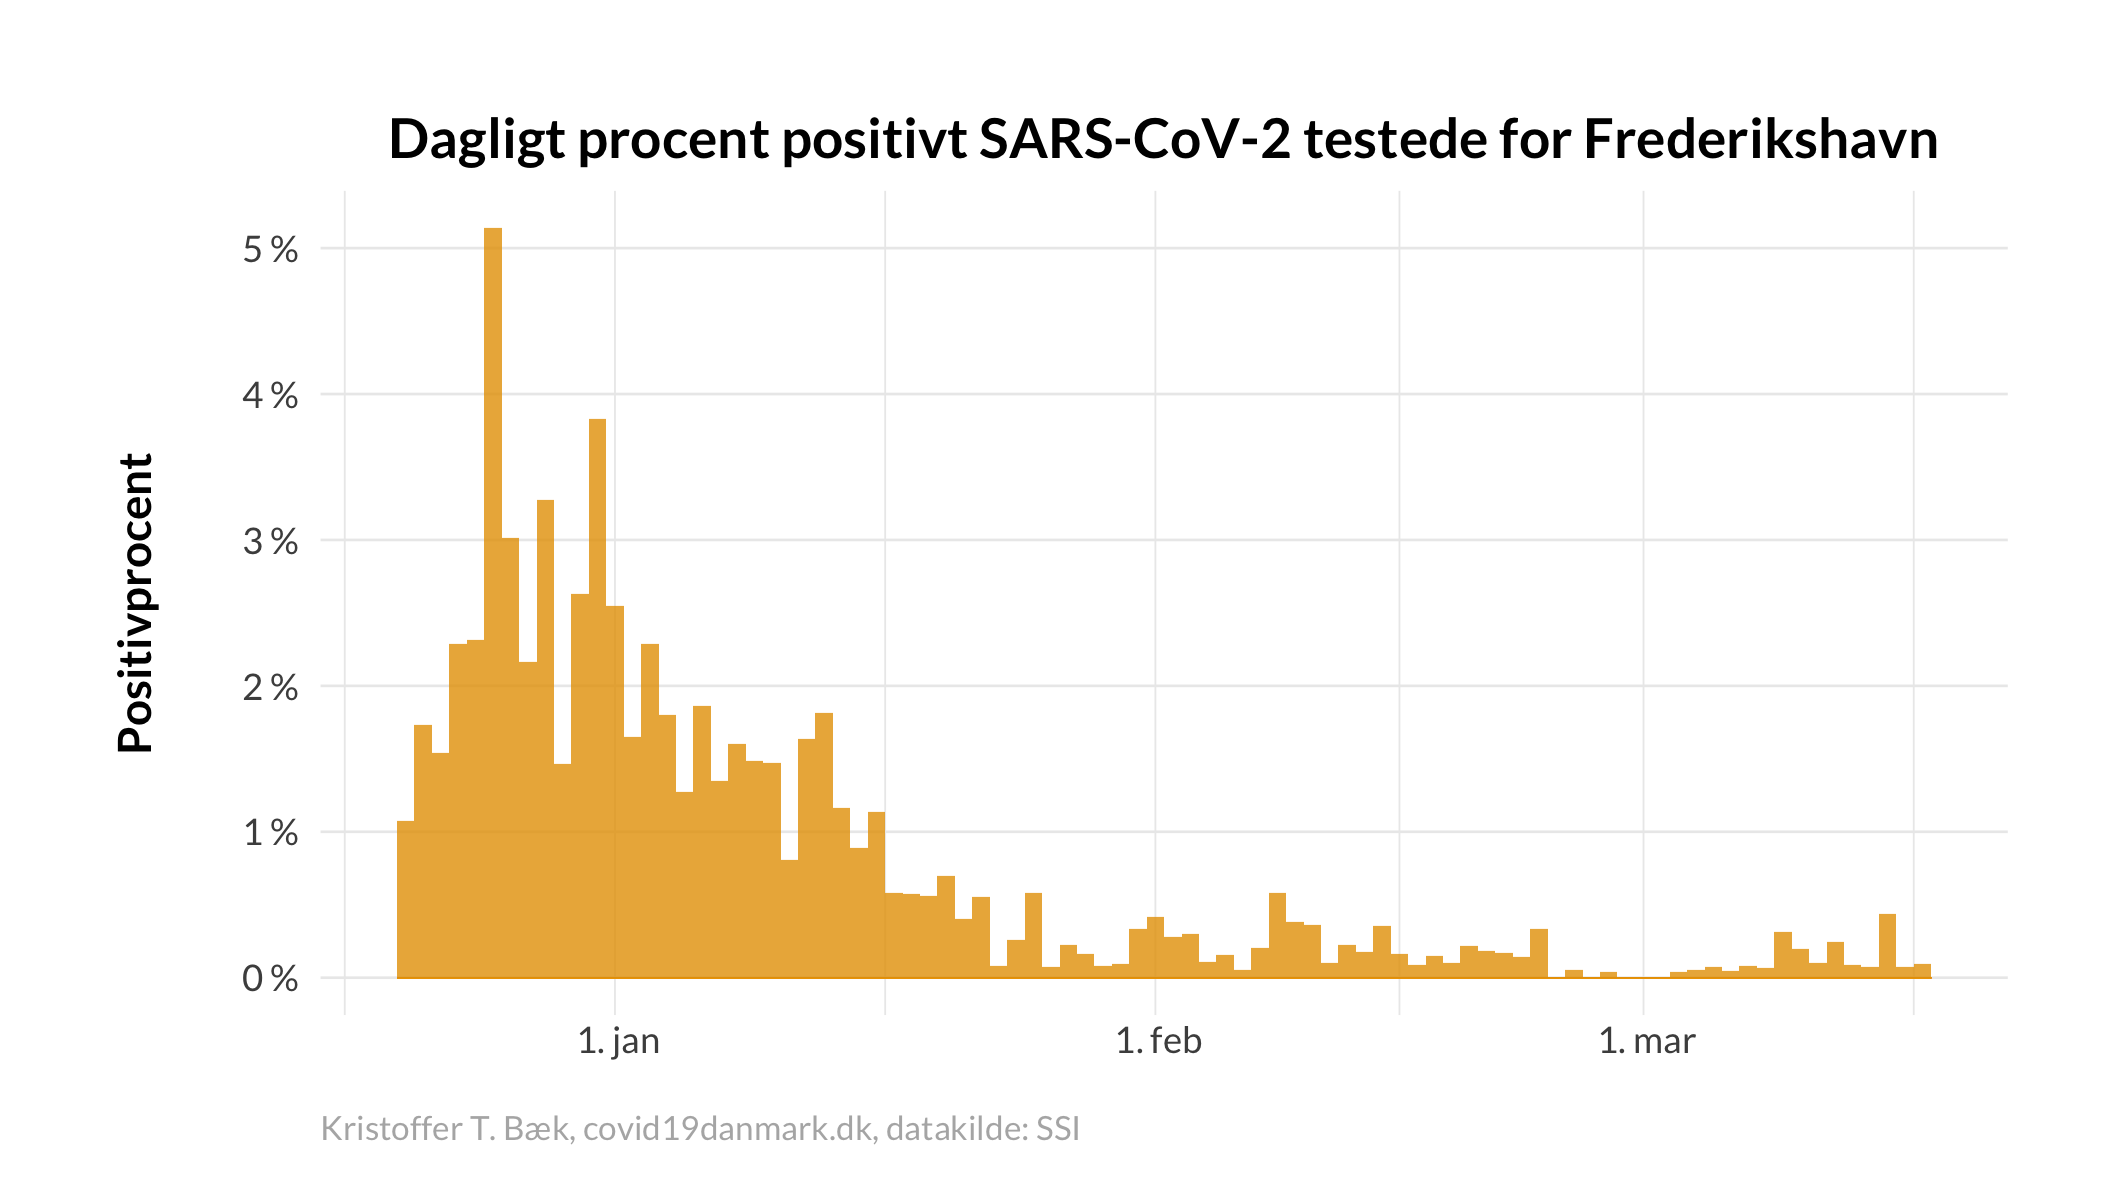 Dagligt procent positivt SARS-CoV-2 testede for Frederikshavn
Positivprocent
5 %
4 %
3 %
2 %
1 %
0 %
1. jan
1. feb
1. mar
Kristoffer T. Bæk, covid19danmark.dk, datakilde: SSI